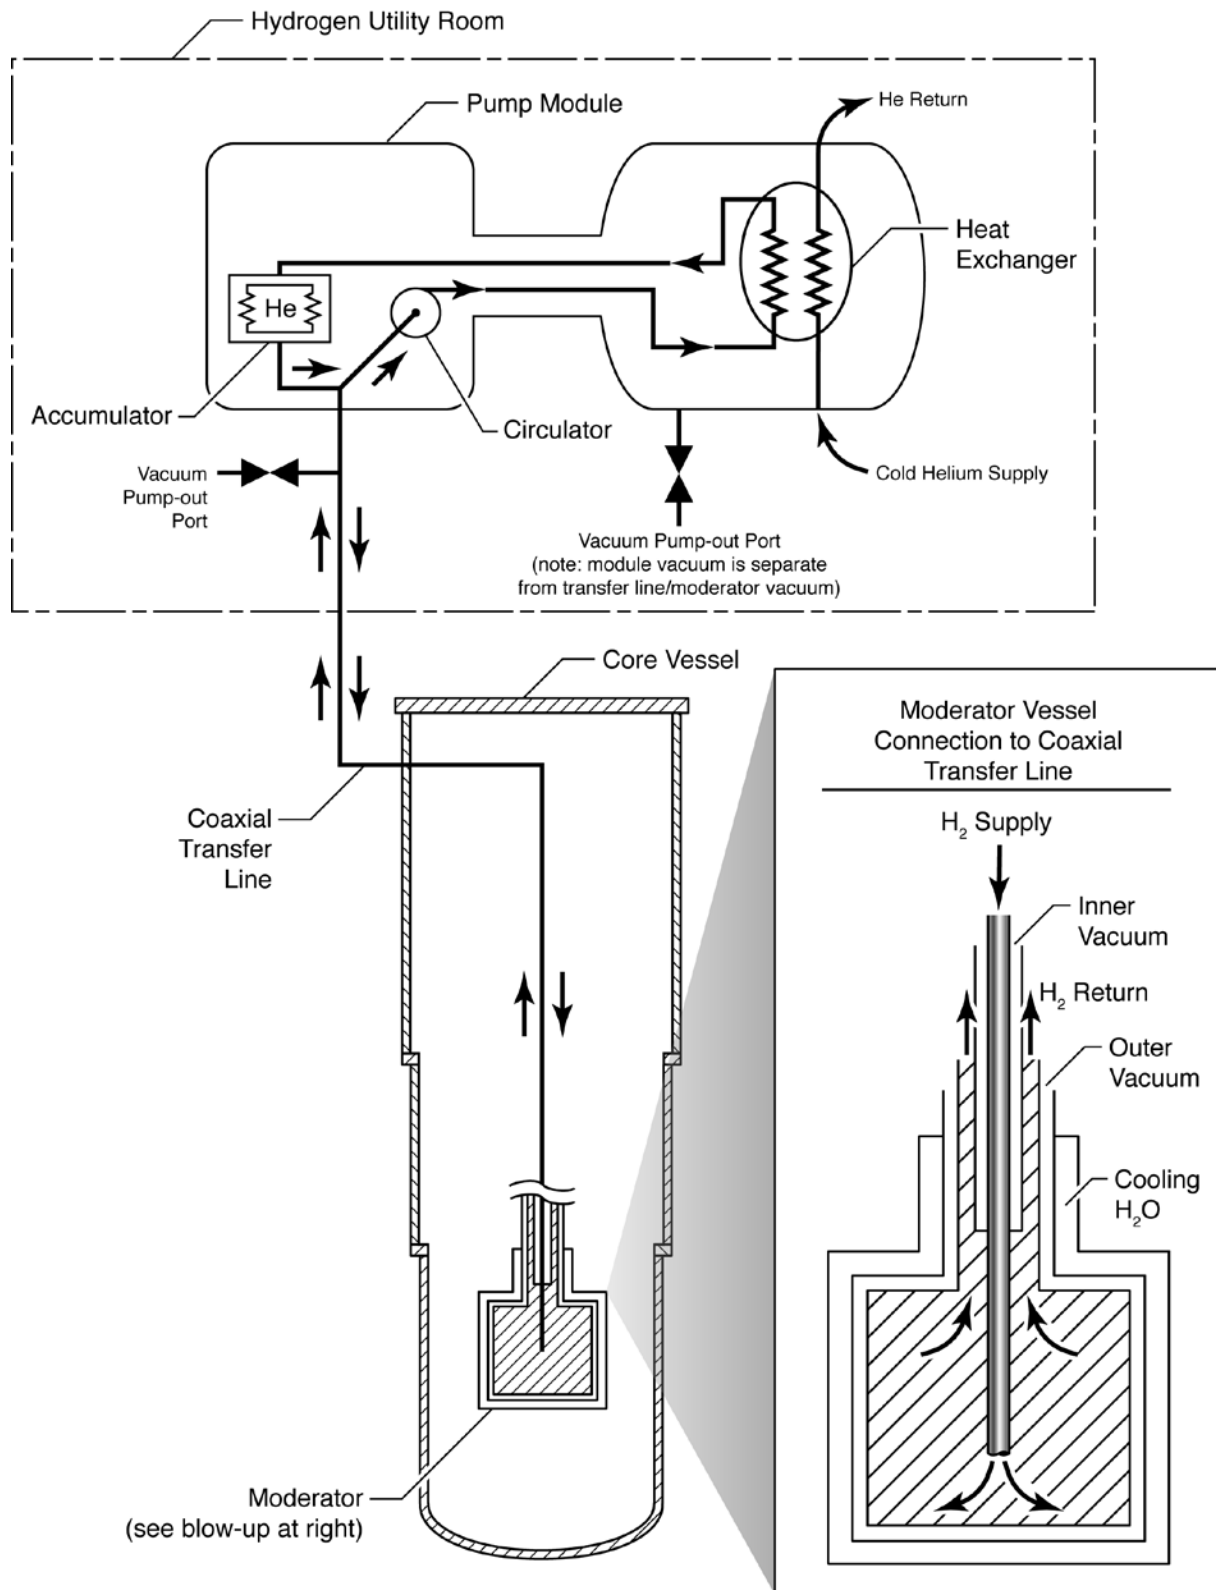 Hydrogen Utility Room
Pump Module
He Return
Heat
Exchanger
He
Accumulator
Circulator
Cold Helium Supply
Vacuum
Pump-out
Port
Vacuum Pump-out Port
(note: module vacuum is separate
from transfer line/moderator vacuum)
Core Vessel
Coaxial
Transfer
Line
Moderator
(see blow-up at right)
Moderator Vessel
Connection to Coaxial
Transfer Line
H₂ Supply
Inner
Vacuum
H₂ Return
Outer
Vacuum
Cooling
H₂O